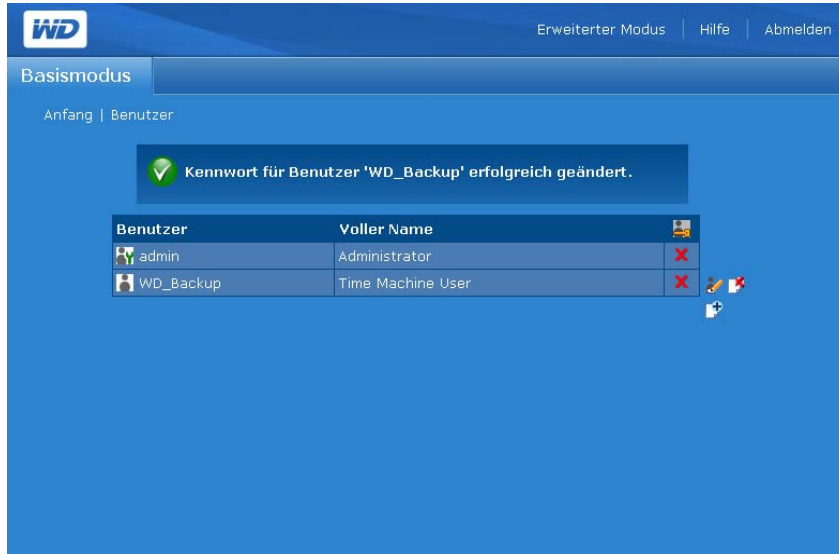 WD
Erweiterter Modus | Hilfe | Abmelden
Basismodus
Anfang | Benutzer
Kennwort für Benutzer 'WD_Backup' erfolgreich geändert.
Benutzer Voller Name
admin Administrator
WD_Backup Time Machine User